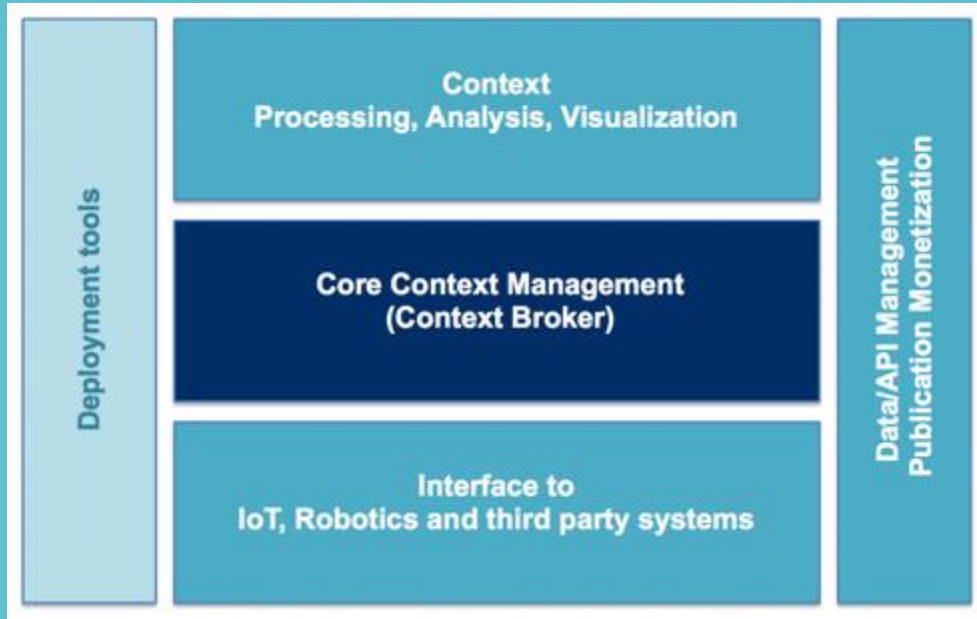 Deployment tools
Context
Processing, Analysis, Visualization
Core Context Management
(Context Broker)
Interface to
IoT, Robotics and third party systems
Data/API Management
Publication Monetization